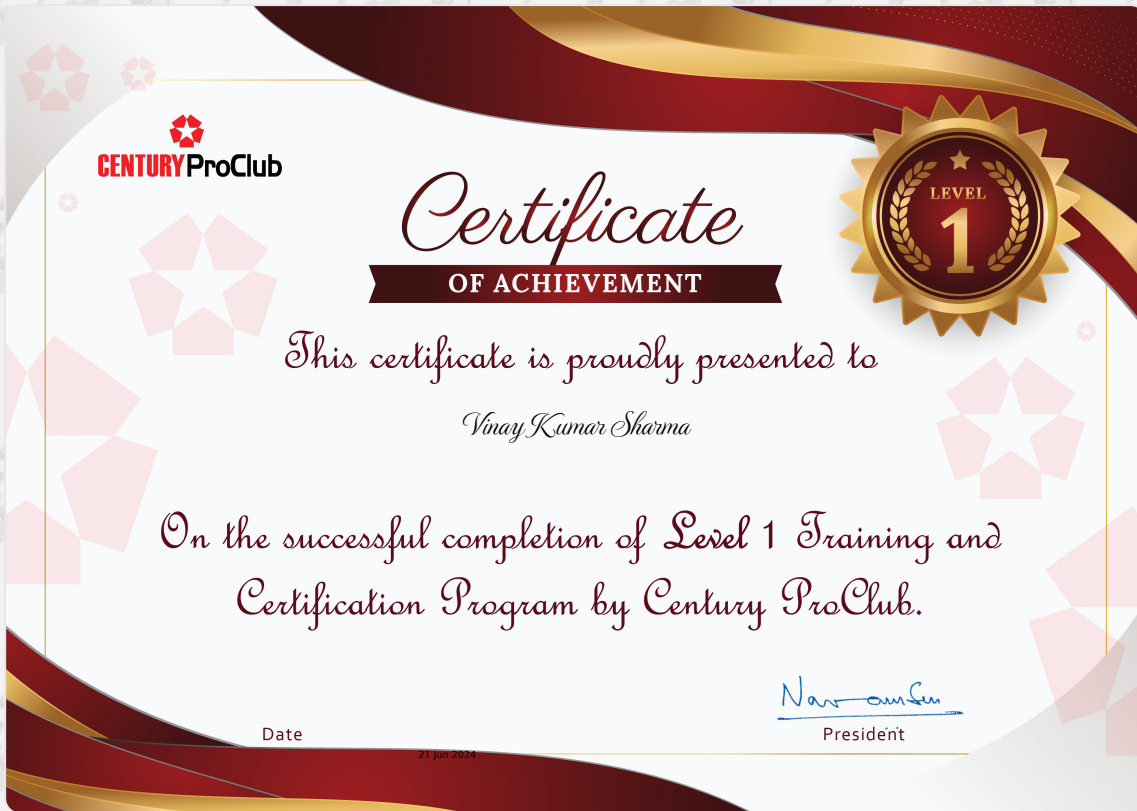 CENTURY ProClub
LEVEL
1
Certificate
OF ACHIEVEMENT
This certificate is proudly presented to
Vinay Kumar Sharma
On the successful completion of Level 1 Training and
Certification Program by Century ProClub.
Date
President
21 Jun 2024